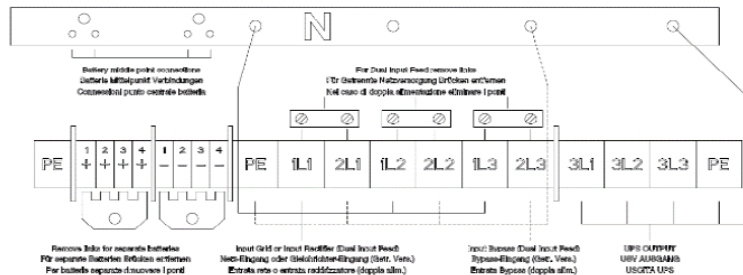 N
Battery middle point connections
Batterie Mittelpunkt Verbindungen
Connessioni punto centrale batteria
For Dual Input Feed remove links
Für Getrennte Netzversorgung Brücken entfernen
Nel caso di doppia alimentazione eliminare i ponti
PE 1 2 3 4 1 2 3 4 PE 1L1 2L1 1L2 2L2 1L3 2L3 3L1 3L2 3L3 PE
+ + + + - - - -
Remove links for separate batteries
Für separate Batterien Brücken entfernen
Per batterie separate rimuovere i ponti
Input Grid or Input Rectifier (Dual Input Feed)
Netz-Eingang oder Gleichrichter-Eingang (Getr. Vers.)
Entrata rete o entrata raddrizzatore (doppia alim.)
Input Bypass (Dual Input Feed)
Bypass-Eingang (Getr. Vers.)
Entrata Bypass (doppia alim.)
UPS OUTPUT
USV AUSGANG
USCITA UPS